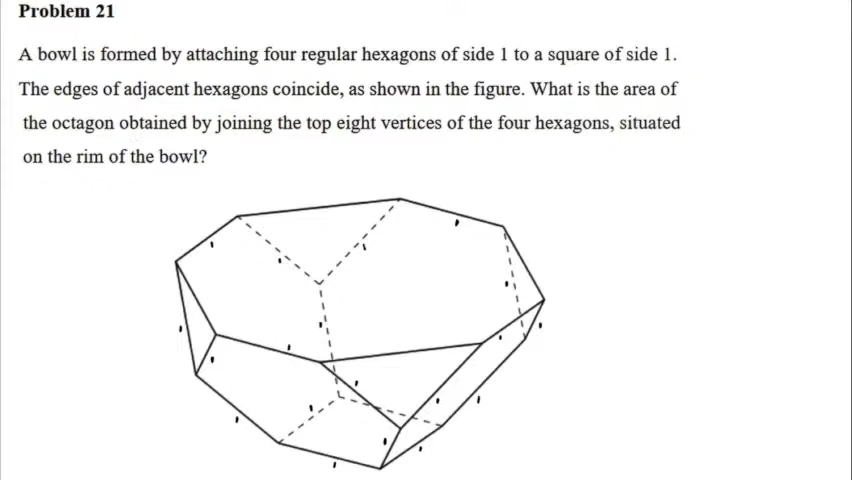 Problem 21
A bowl is formed by attaching four regular hexagons of side 1 to a square of side 1.
The edges of adjacent hexagons coincide, as shown in the figure. What is the area of
the octagon obtained by joining the top eight vertices of the four hexagons, situated
on the rim of the bowl?